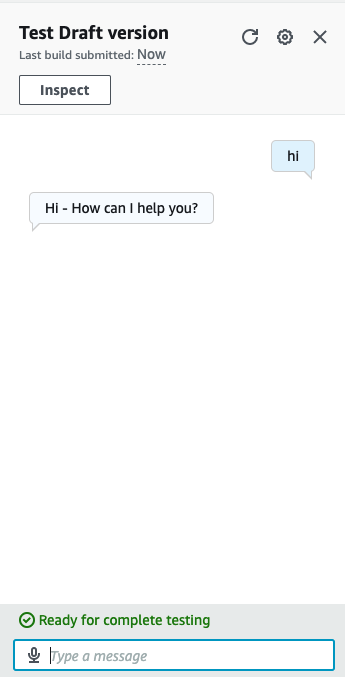 Test Draft version
Last build submitted: Now
Inspect
hi
Hi - How can I help you?
Ready for complete testing
Type a message